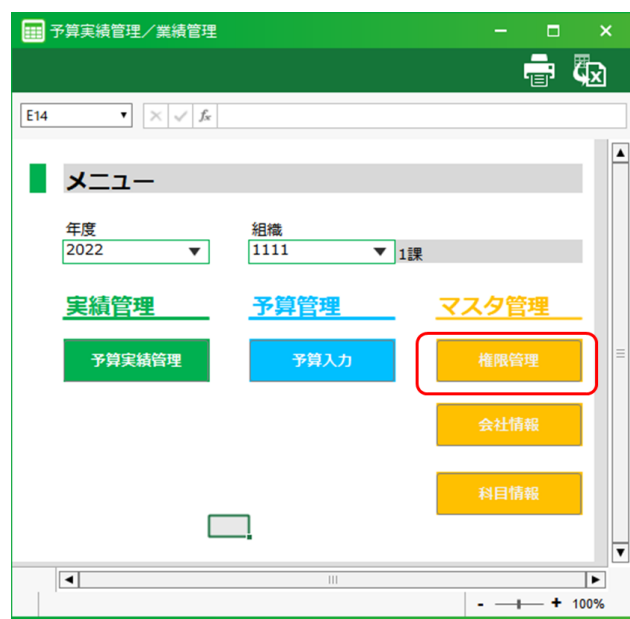 予算実績管理／業績管理
E14
fx
メニュー
年度
組織
2022
1111
1課
実績管理
予算管理
マスタ管理
予算実績管理
予算入力
権限管理
会社情報
科目情報
- + 100%